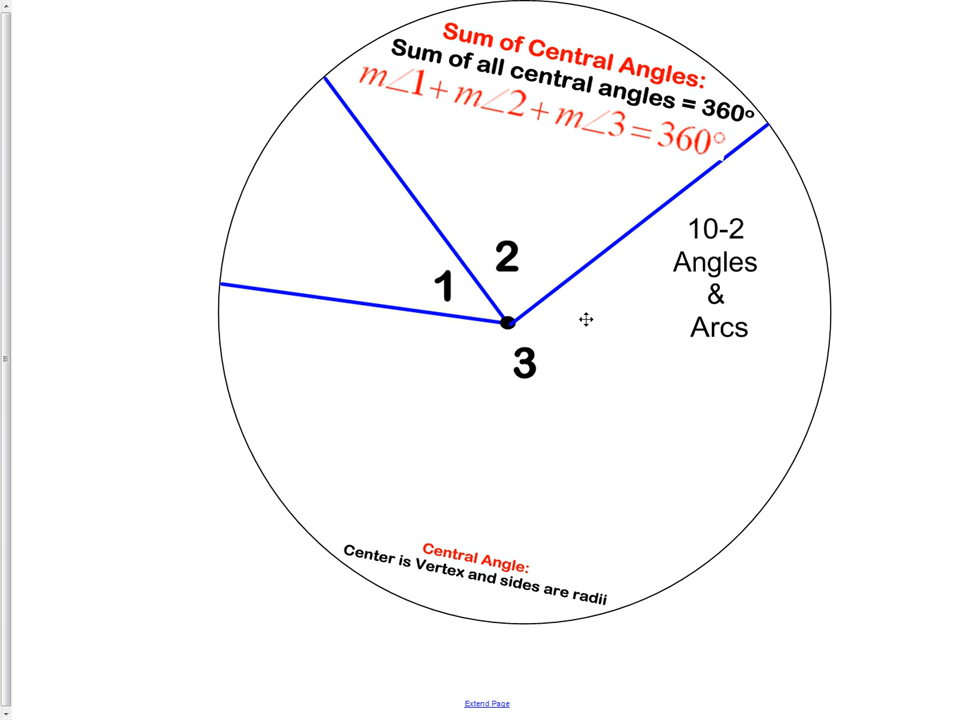 Sum of Central Angles:
Sum of all central angles = 360°
m∠1 + m∠2 + m∠3 = 360°
10-2
Angles
&
Arcs
2
1
3
Central Angle:
Center is Vertex and sides are radii
Extend Page